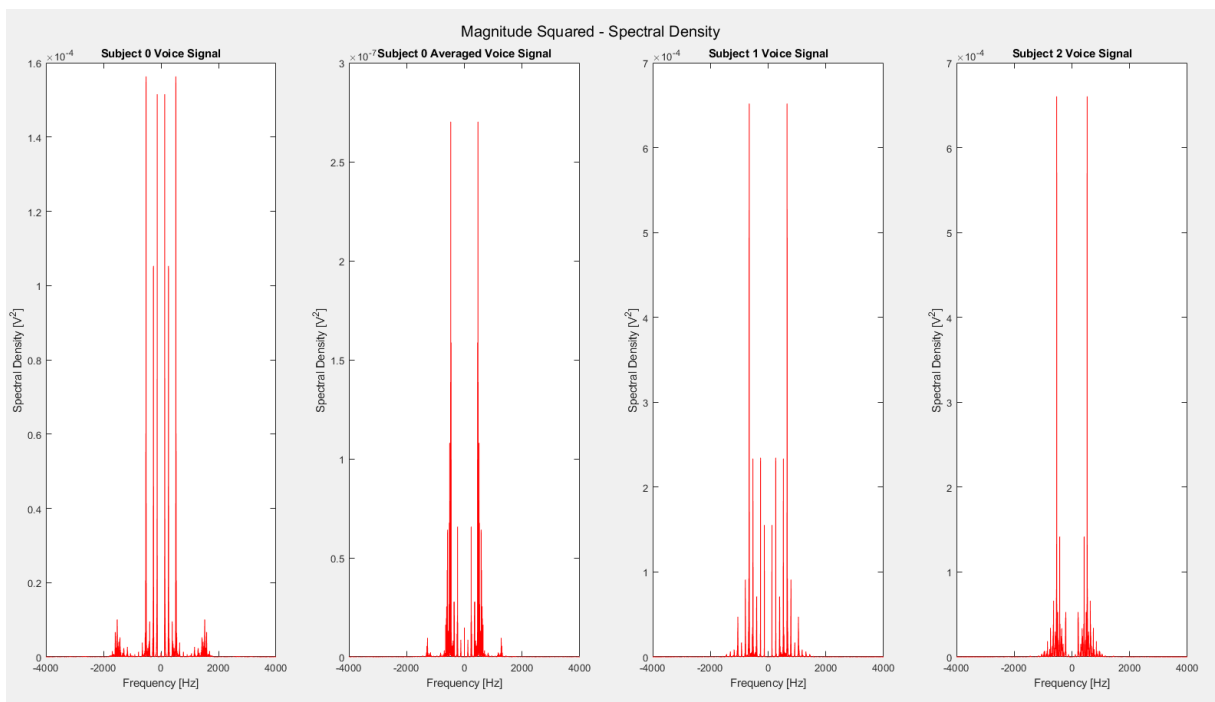 Magnitude Squared - Spectral Density
Subject 0 Voice Signal
×10⁻⁴
1.6
1.4
1.2
1
0.8
0.6
0.4
0.2
0
Spectral Density [V²]
-4000 -2000 0 2000 4000
Frequency [Hz]
Subject 0 Averaged Voice Signal
×10⁻⁷
3
2.5
2
1.5
1
0.5
0
Spectral Density [V²]
-4000 -2000 0 2000 4000
Frequency [Hz]
Subject 1 Voice Signal
×10⁻⁴
7
6
5
4
3
2
1
0
Spectral Density [V²]
-4000 -2000 0 2000 4000
Frequency [Hz]
Subject 2 Voice Signal
×10⁻⁴
7
6
5
4
3
2
1
0
Spectral Density [V²]
-4000 -2000 0 2000 4000
Frequency [Hz]